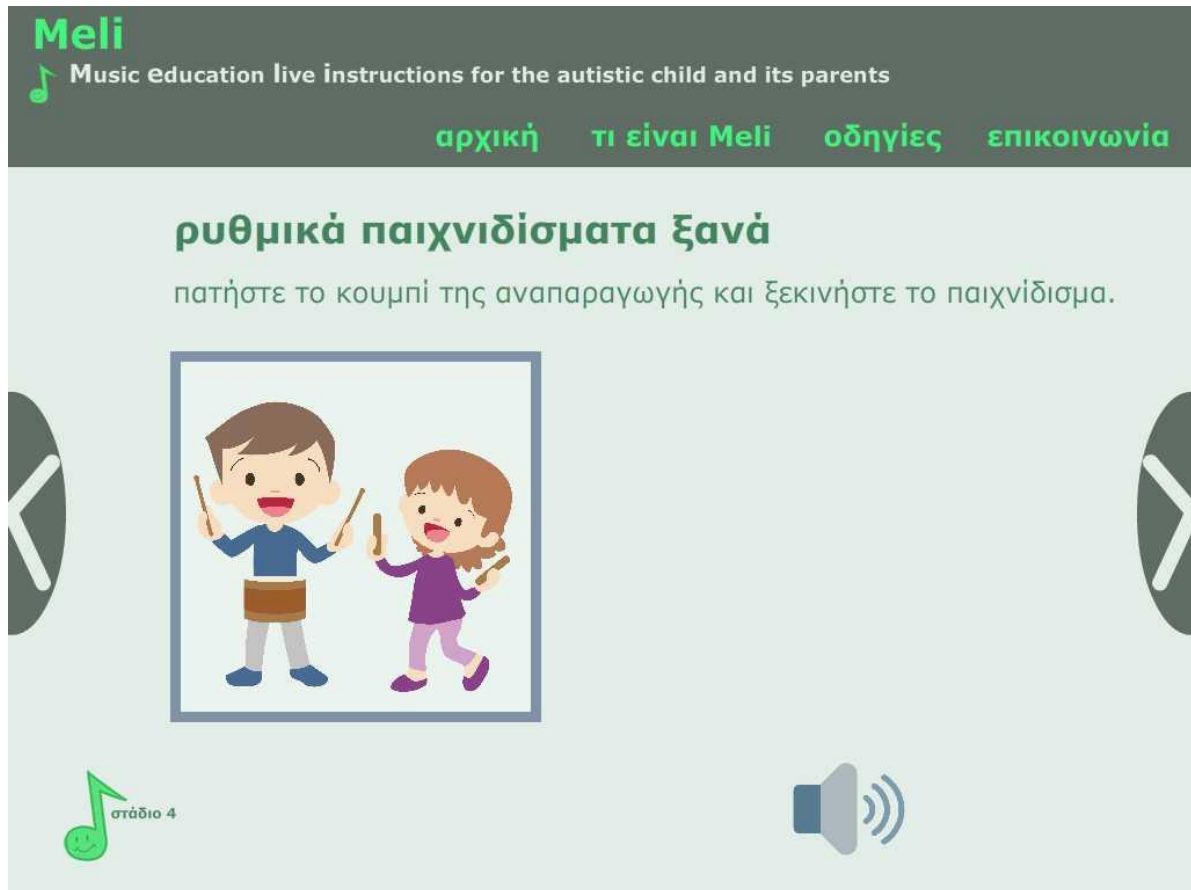 Meli
Music education live instructions for the autistic child and its parents
αρχική τι είναι Meli οδηγίες επικοινωνία
ρυθμικά παιχνιδίσματα ξανά
πατήστε το κουμπί της αναπαραγωγής και ξεκινήστε το παιχνίδισμα.
στάδιο 4